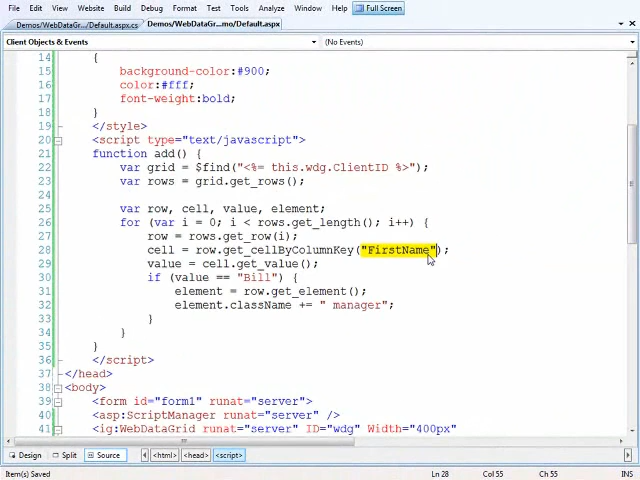 File Edit View Website Build Debug Format Test Analyze Window Help Full Screen
Demos/WebDataGr.../Default.aspx.cs Demos/WebDataGr...mo/Default.aspx
Client Objects & Events (No Events)
14 {
15 background-color:#900;
16 color:#fff;
17 font-weight:bold;
18 }
19 </style>
20 <script type="text/javascript">
21 function add() {
22 var grid = $find("<%= this.wdg.ClientID %>");
23 var rows = grid.get_rows();
24
25 var row, cell, value, element;
26 for (var i = 0; i < rows.get_length(); i++) {
27 row = rows.get_row(i);
28 cell = row.get_cellByColumnKey("FirstName");
29 value = cell.get_value();
30 if (value == "Bill") {
31 element = row.get_element();
32 element.className += " manager";
33 }
34 }
35 }
36 </script>
37 </head>
38 <body>
39 <form id="form1" runat="server">
40 <asp:ScriptManager runat="server" />
41 <ig:WebDataGrid runat="server" ID="wdg" Width="400px"
Design Split Source <html> <head> <script>
Item(s) Saved Ln 28 Col 55 Ch 55